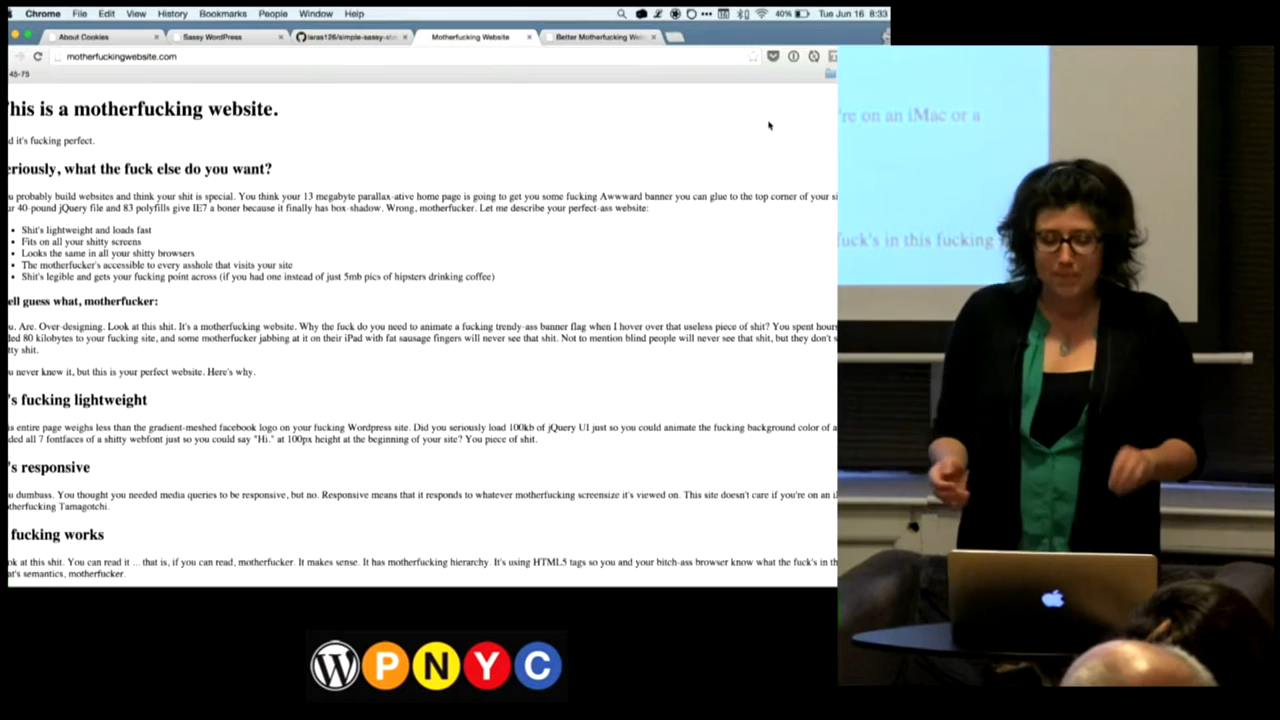 Chrome File Edit View History Bookmarks People Window Help 40% Tue Jun 16 8:33
About Cookies Sassy WordPress laras126/simple-sassy-sta Motherfucking Website Better Motherfucking Web
motherfuckingwebsite.com
45-75
This is a motherfucking website.
d it's fucking perfect.
eriously, what the fuck else do you want?
u probably build websites and think your shit is special. You think your 13 megabyte parallax-ative home page is going to get you some fucking Awwward banner you can glue to the top corner of your si
ur 40-pound jQuery file and 83 polyfills give IE7 a boner because it finally has box-shadow. Wrong, motherfucker. Let me describe your perfect-ass website:
• Shit's lightweight and loads fast
• Fits on all your shitty screens
• Looks the same in all your shitty browsers
• The motherfucker's accessible to every asshole that visits your site
• Shit's legible and gets your fucking point across (if you had one instead of just 5mb pics of hipsters drinking coffee)
ell guess what, motherfucker:
u. Are. Over-designing. Look at this shit. It's a motherfucking website. Why the fuck do you need to animate a fucking trendy-ass banner flag when I hover over that useless piece of shit? You spent hours
ded 80 kilobytes to your fucking site, and some motherfucker jabbing at it on their iPad with fat sausage fingers will never see that shit. Not to mention blind people will never see that shit, but they don't s
tty shit.
u never knew it, but this is your perfect website. Here's why.
's fucking lightweight
is entire page weighs less than the gradient-meshed facebook logo on your fucking Wordpress site. Did you seriously load 100kb of jQuery UI just so you could animate the fucking background color of a
ded all 7 fontfaces of a shitty webfont just so you could say "Hi." at 100px height at the beginning of your site? You piece of shit.
's responsive
u dumbass. You thought you needed media queries to be responsive, but no. Responsive means that it responds to whatever motherfucking screensize it's viewed on. This site doesn't care if you're on an i
therfucking Tamagotchi.
fucking works
ok at this shit. You can read it ... that is, if you can read, motherfucker. It makes sense. It has motherfucking hierarchy. It's using HTML5 tags so you and your bitch-ass browser know what the fuck's in th
at's semantics, motherfucker.
're on an iMac or a
fuck's in this fucking
W P N Y C